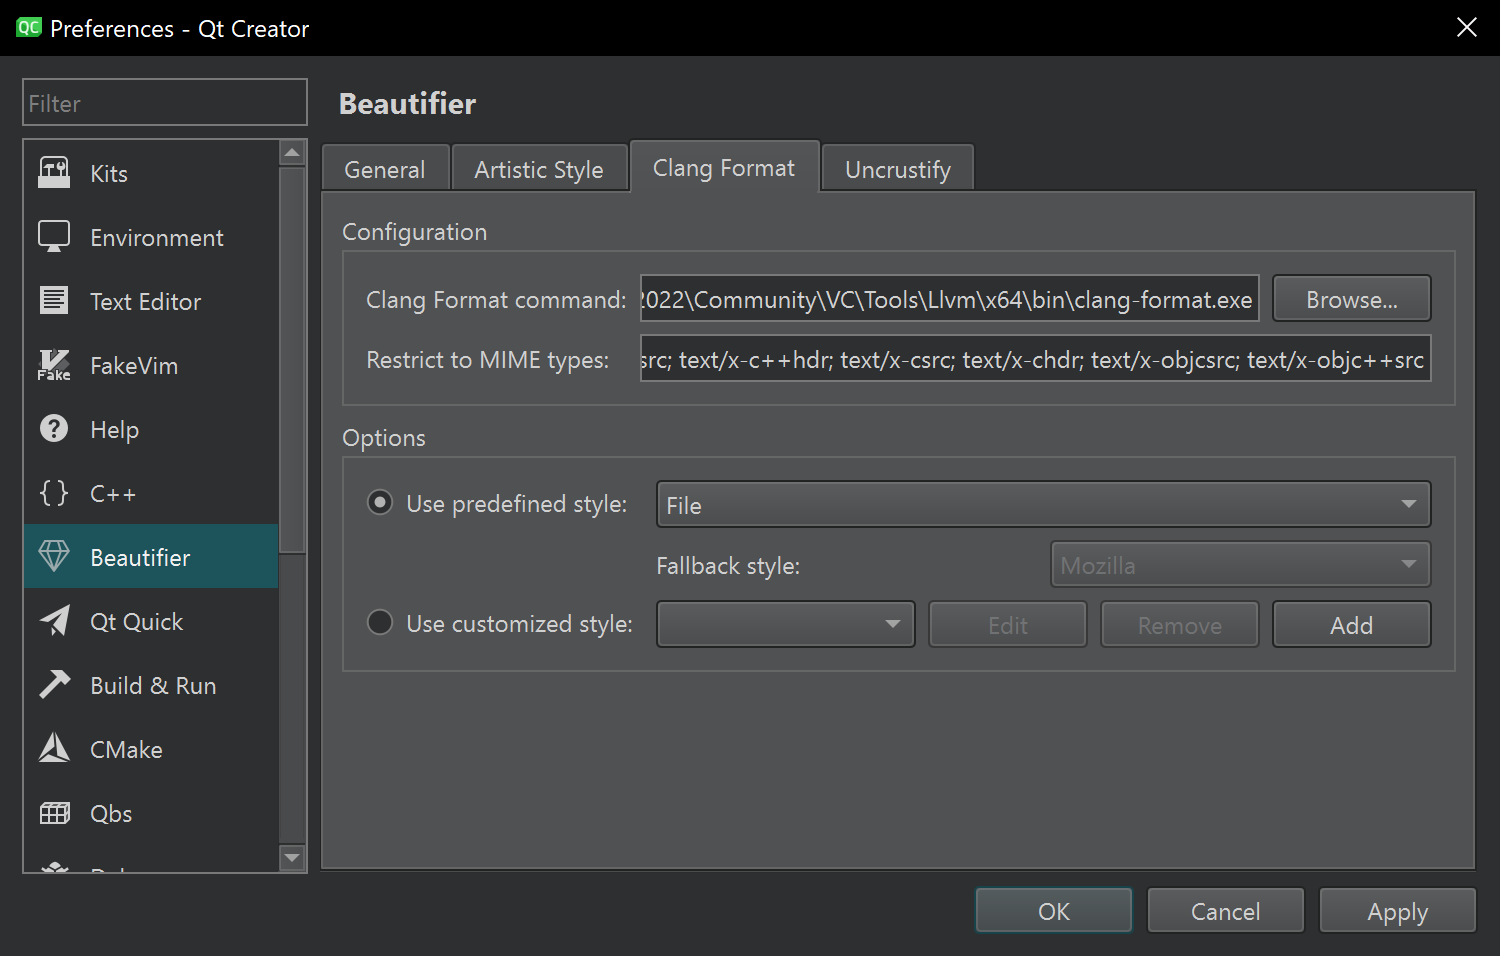 QC Preferences - Qt Creator
Filter
Kits
Environment
Text Editor
Fake
FakeVim
Help
C++
Beautifier
Qt Quick
Build & Run
CMake
Qbs
Beautifier
General Artistic Style Clang Format Uncrustify
Configuration
Clang Format command: 2022\Community\VC\Tools\Llvm\x64\bin\clang-format.exe Browse...
Restrict to MIME types: src; text/x-c++hdr; text/x-csrc; text/x-chdr; text/x-objcsrc; text/x-objc++src
Options
Use predefined style: File
Fallback style: Mozilla
Use customized style: Edit Remove Add
OK Cancel Apply